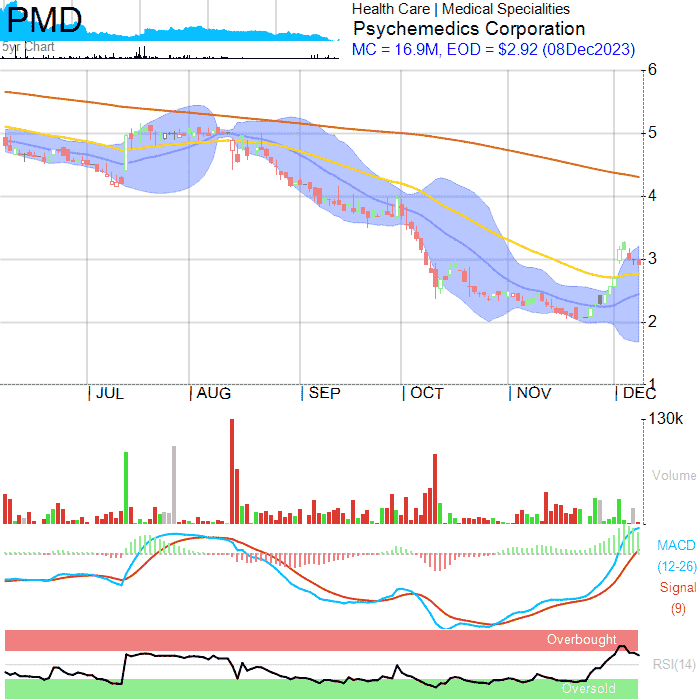 PMD
5yr Chart
Health Care | Medical Specialities
Psychemedics Corporation
MC = 16.9M, EOD = $2.92 (08Dec2023)
6
5
4
3
2
1
JUL
AUG
SEP
OCT
NOV
DEC
130k
Volume
MACD
(12-26)
Signal
(9)
Overbought
RSI(14)
Oversold